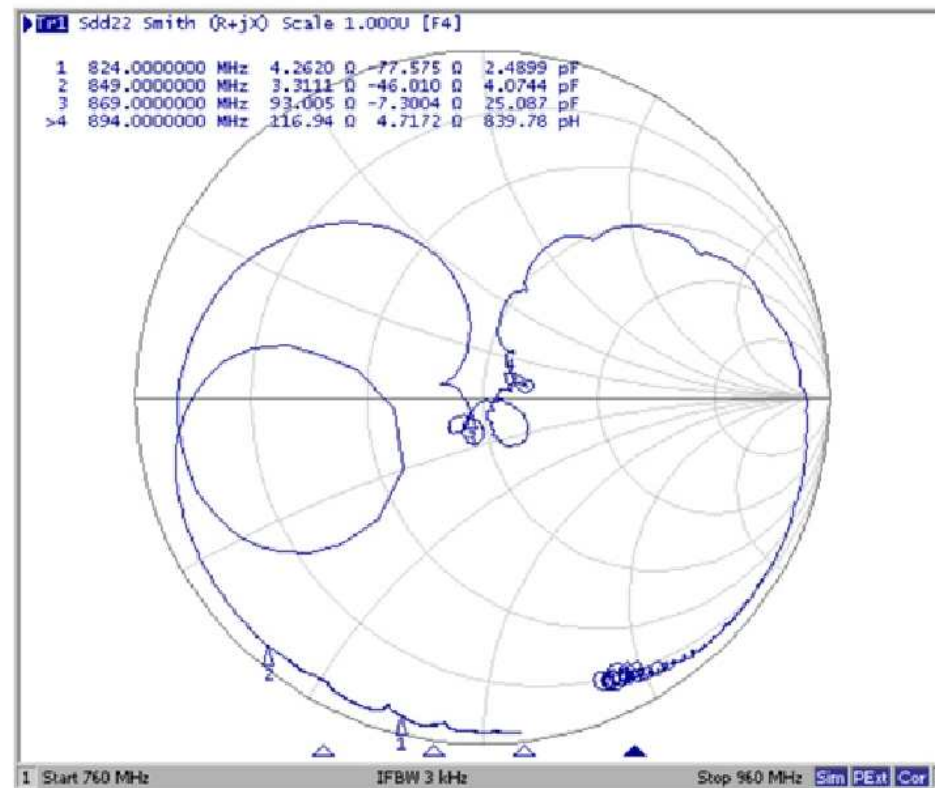 Tr1 Sdd22 Smith (R+jX) Scale 1.000U [F4]
1 824.0000000 MHz 4.2620 Ω -77.575 Ω 2.4899 pF
2 849.0000000 MHz 3.3111 Ω -46.010 Ω 4.0744 pF
3 869.0000000 MHz 93.005 Ω -7.3004 Ω 25.087 pF
>4 894.0000000 MHz 116.94 Ω 4.7172 Ω 839.78 pH
2
1
1 Start 760 MHz IFBW 3 kHz Stop 960 MHz Sim PExt Cor